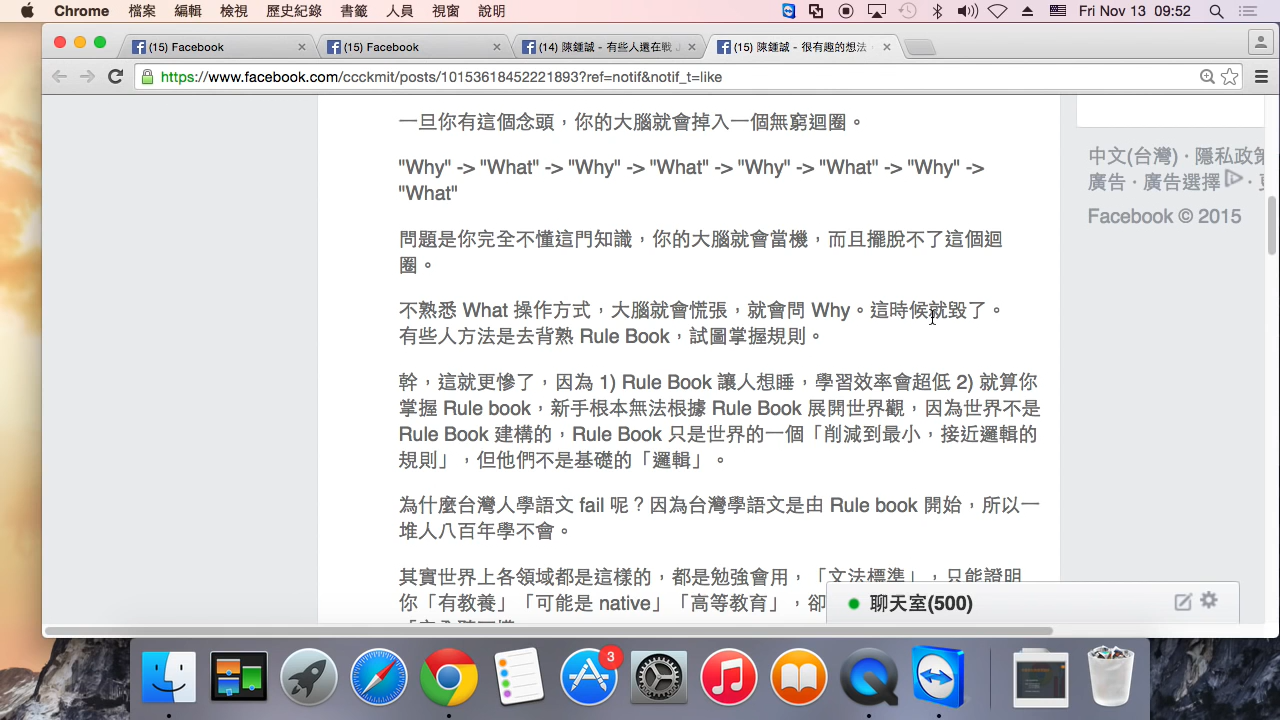 Chrome 檔案 編輯 檢視 歷史紀錄 書籤 人員 視窗 說明 Fri Nov 13 09:52
(15) Facebook
(15) Facebook
(14) 陳鍾誠 - 有些人還在戰 J
(15) 陳鍾誠 - 很有趣的想法
https://www.facebook.com/ccckmit/posts/10153618452221893?ref=notif&notif_t=like
一旦你有這個念頭，你的大腦就會掉入一個無窮迴圈。
"Why" -> "What" -> "Why" -> "What" -> "Why" -> "What" -> "Why" ->
"What"
問題是你完全不懂這門知識，你的大腦就會當機，而且擺脫不了這個迴
圈。
不熟悉 What 操作方式，大腦就會慌張，就會問 Why。這時候就毀了。
有些人方法是去背熟 Rule Book，試圖掌握規則。
幹，這就更慘了，因為 1) Rule Book 讓人想睡，學習效率會超低 2) 就算你
掌握 Rule book，新手根本無法根據 Rule Book 展開世界觀，因為世界不是
Rule Book 建構的，Rule Book 只是世界的一個「削減到最小，接近邏輯的
規則」，但他們不是基礎的「邏輯」。
為什麼台灣人學語文 fail 呢？因為台灣學語文是由 Rule book 開始，所以一
堆人八百年學不會。
其實世界上各領域都是這樣的，都是勉強會用，「文法標準」，只能證明
你「有教養」「可能是 native」「高等教育」，卻
中文(台灣) · 隱私政策
廣告 · 廣告選擇 ·
Facebook © 2015
聊天室(500)
3